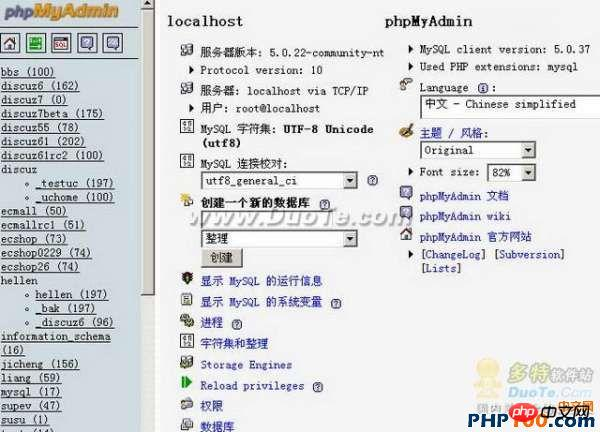 phpMyAdmin
SQL
bbs (100)
discuz6 (162)
discuz7 (0)
discuz7beta (175)
discuz55 (78)
discuz61 (202)
discuz61rc2 (100)
discuz
_testuc (197)
_uchome (100)
ecmall (50)
ecmallrc1 (51)
ecshop (73)
ecshop0229 (74)
ecshop26 (74)
hellen
hellen (197)
_bak (197)
_discuz6 (96)
information_schema
(16)
jicheng (156)
liang (59)
mysql (17)
supev (47)
susu (1)
localhost
服务器版本: 5.0.22-community-nt
Protocol version: 10
服务器: localhost via TCP/IP
用户: root@localhost
MySQL 字符集: UTF-8 Unicode
(utf8)
MySQL 连接校对:
utf8_general_ci
创建一个新的数据库
www.DuoTe.com
整理
创建
显示 MySQL 的运行信息
显示 MySQL 的系统变量
进程
字符集和整理
Storage Engines
Reload privileges
权限
数据库
phpMyAdmin
MySQL client version: 5.0.37
Used PHP extensions: mysql
Language
中文 - Chinese simplified
主题 / 风格:
Original
Font size: 82%
phpMyAdmin 文档
phpMyAdmin wiki
phpMyAdmin 官方网站
[ChangeLog] [Subversion]
[Lists]
多特软件站
DuoTe.com
php 中文网
PHP100.com